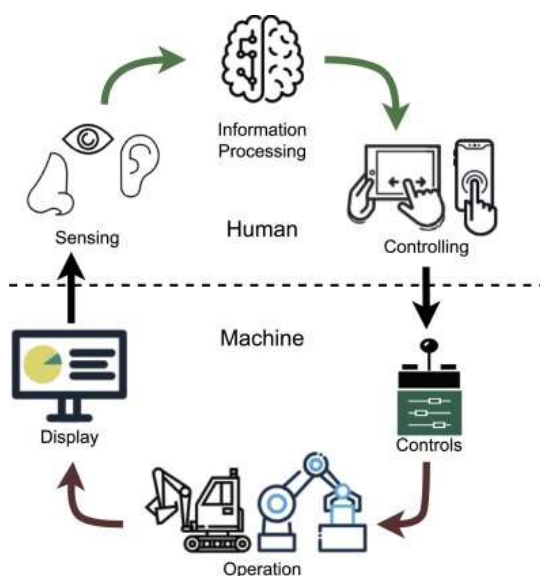 Information
Processing
Sensing
Human
Controlling
Machine
Display
Controls
Operation